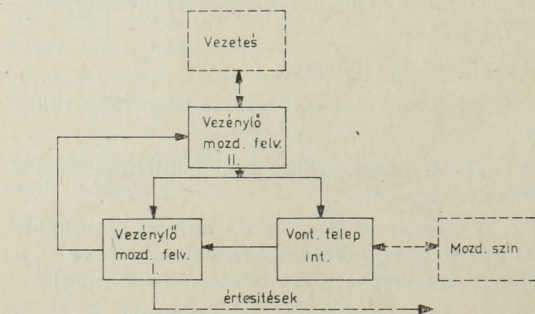 Vezetés
Vezénylő
mozd. felv.
II.
Vezénylő
mozd. felv.
I.
Vont. telep
int.
Mozd. szin
értesitések